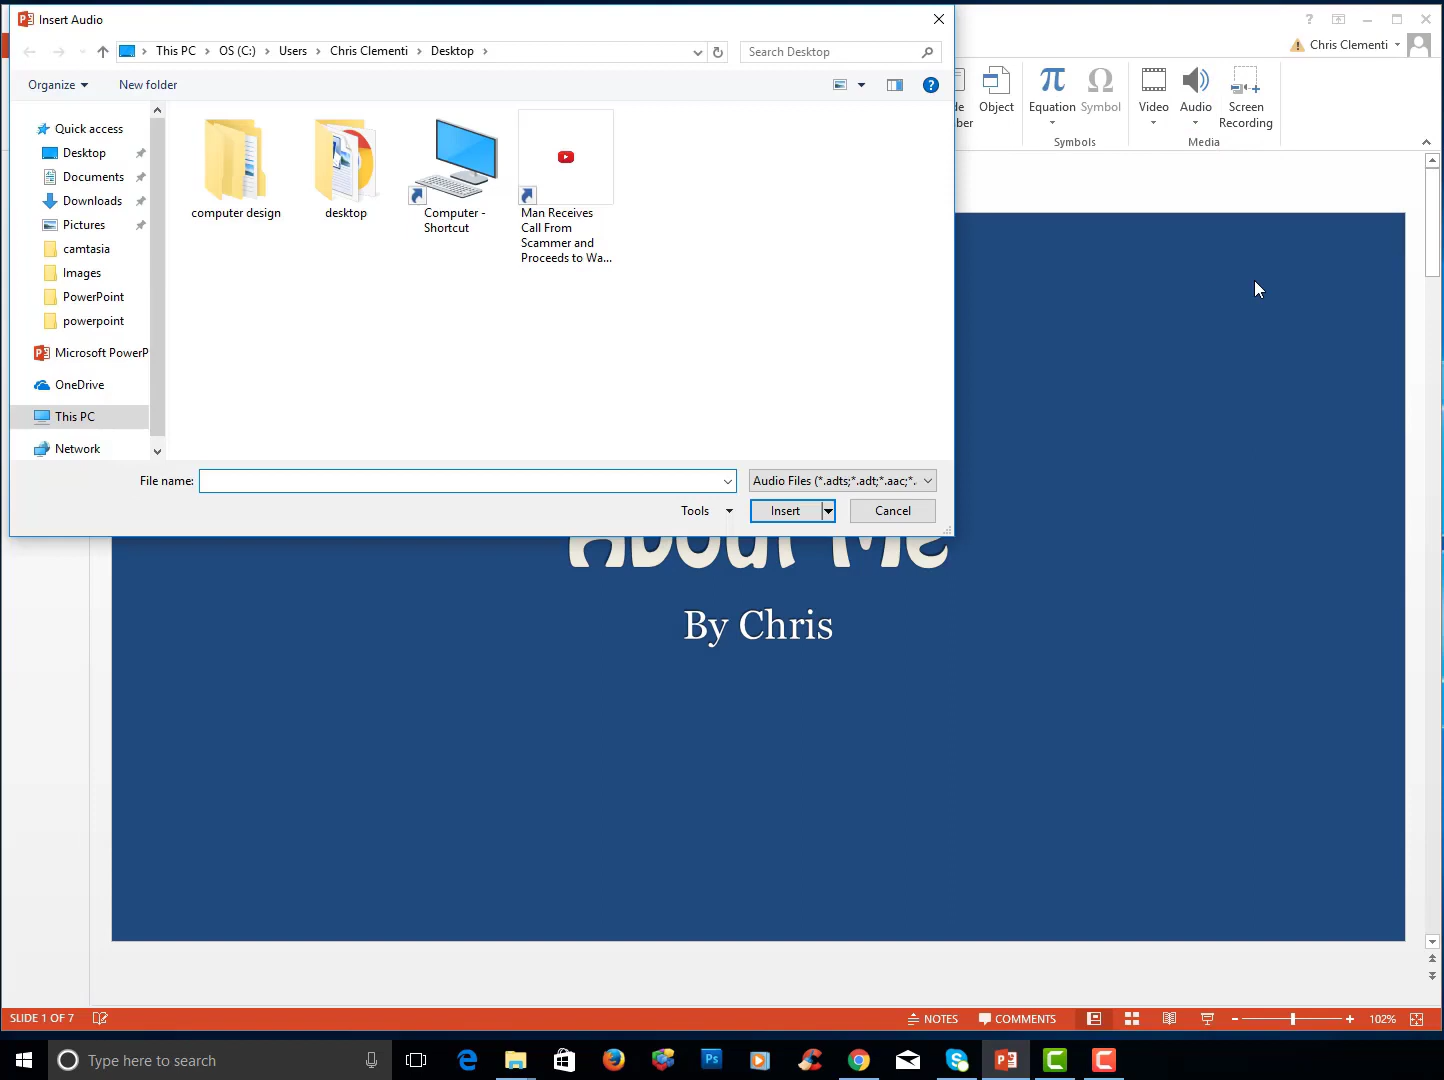 Insert Audio
This PC > OS (C:) > Users > Chris Clementi > Desktop >
Search Desktop
? Chris Clementi
Organize
New folder
?
Object
Equation
Symbol
Video
Audio
Screen
Recording
Symbols
Media
Quick access
Desktop
Documents
Downloads
Pictures
camtasia
Images
PowerPoint
powerpoint
Microsoft PowerP
OneDrive
This PC
Network
computer design
desktop
Computer -
Shortcut
Man Receives
Call From
Scammer and
Proceeds to Wa...
File name:
Audio Files (*.adts;*.adt;*.aac;*.
Tools
Insert
Cancel
About Me
By Chris
SLIDE 1 OF 7
NOTES
COMMENTS
102%
Type here to search